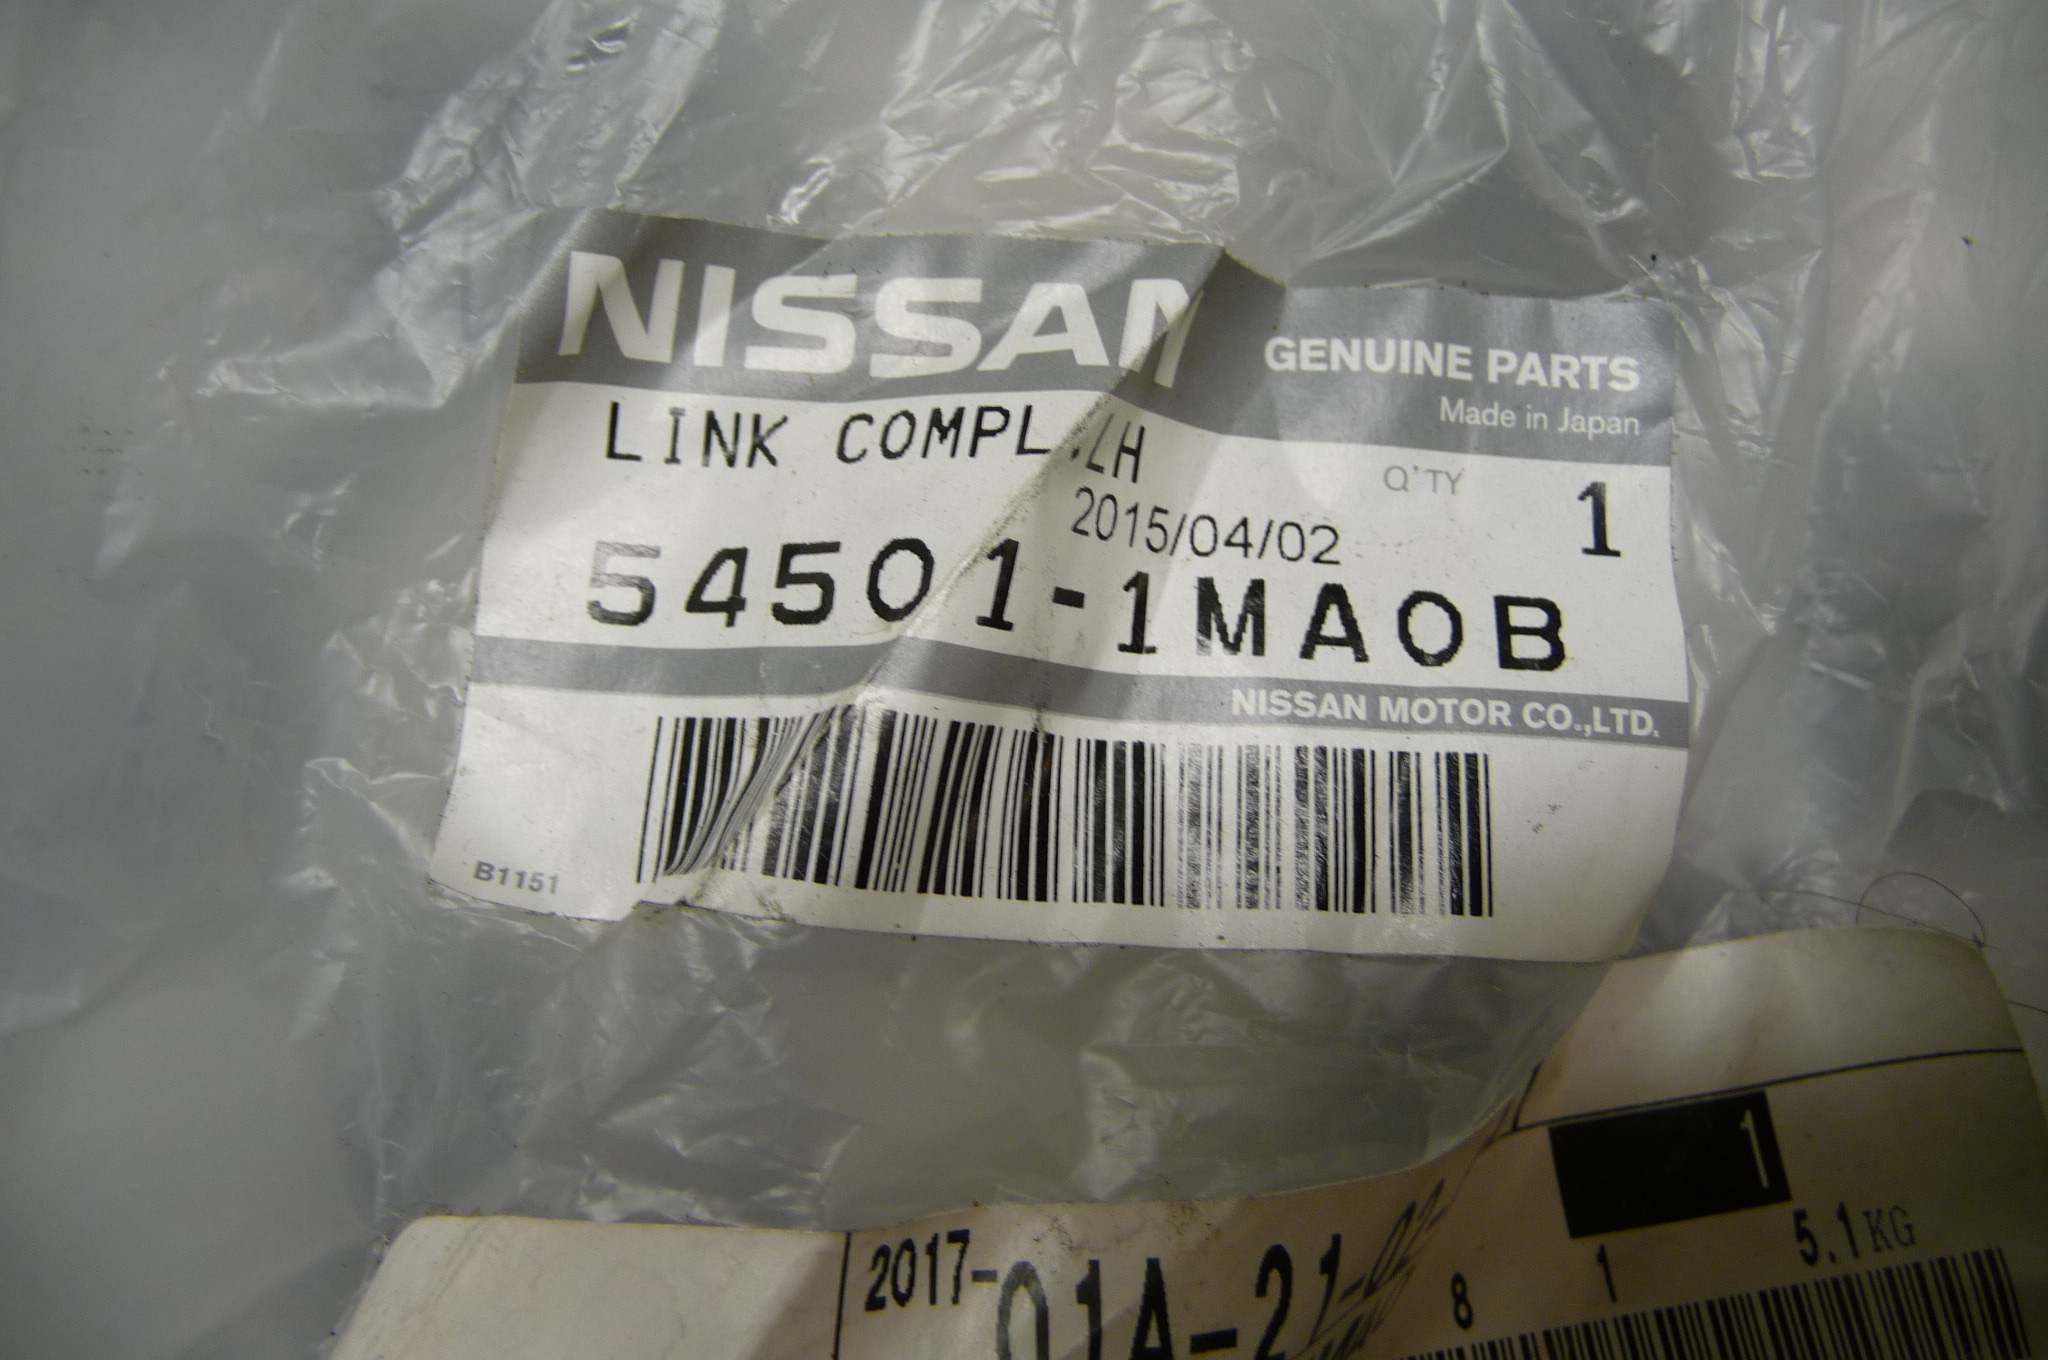 NISSAN
GENUINE PARTS
Made in Japan
LINK COMPL.LH
Q'TY 1
2015/04/02
54501-1MA0B
NISSAN MOTOR CO.,LTD.
B1151
1
5.1KG
2017-
8 1